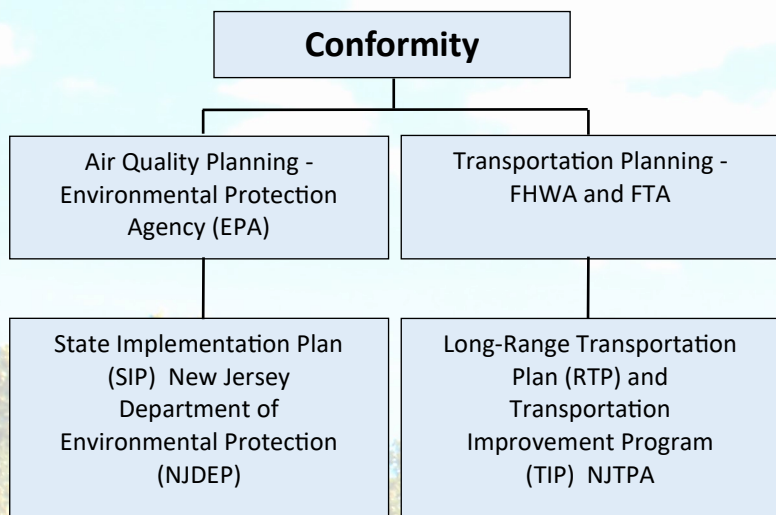 Conformity
Air Quality Planning -
Environmental Protection
Agency (EPA)
Transportation Planning -
FHWA and FTA
State Implementation Plan
(SIP)  New Jersey
Department of
Environmental Protection
(NJDEP)
Long-Range Transportation
Plan (RTP) and
Transportation
Improvement Program
(TIP)  NJTPA